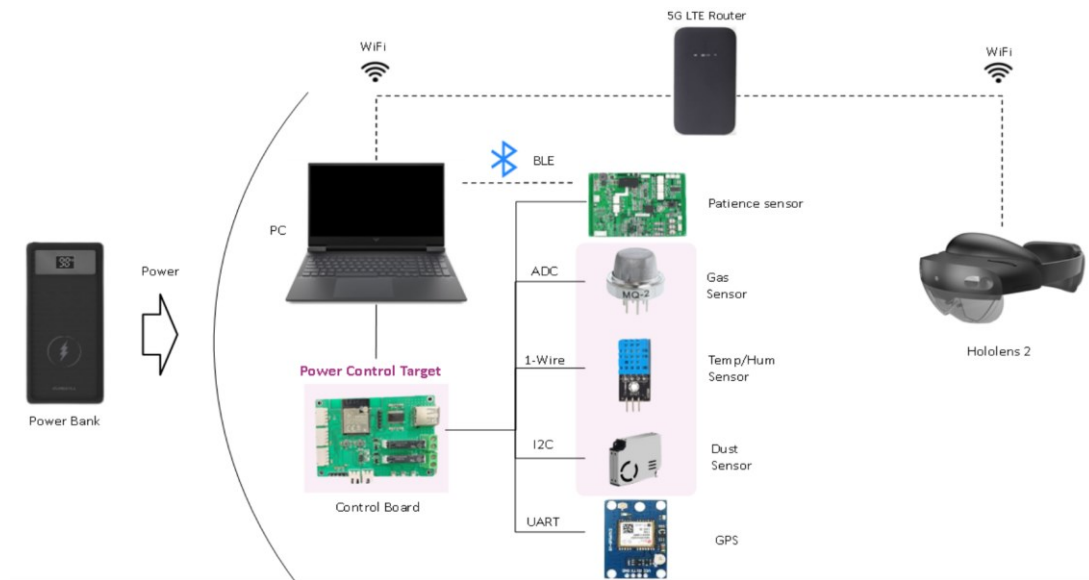 5G LTE Router
WiFi
WiFi
BLE
Patience sensor
PC
ADC
Gas
Sensor
MQ-2
Power
1-Wire
Temp/Hum
Sensor
Hololens 2
Power Control Target
Power Bank
I2C
Dust
Sensor
Control Board
UART
GPS